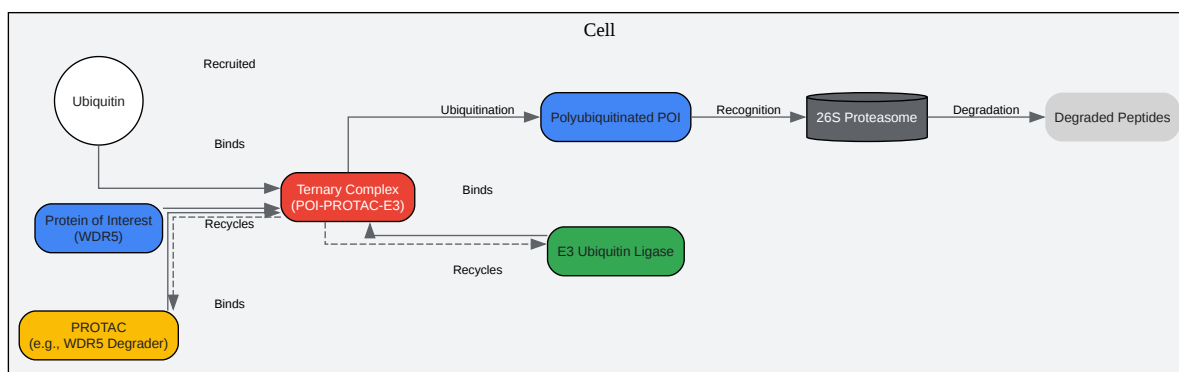 Cell
Recruited
Ubiquitin
Ubiquitination
Polyubiquitinated POI
Recognition
26S Proteasome
Degradation
Degraded Peptides
Binds
Ternary Complex
(POI-PROTAC-E3)
Binds
Protein of Interest
(WDR5)
Recycles
E3 Ubiquitin Ligase
Recycles
Binds
PROTAC
(e.g., WDR5 Degrader)